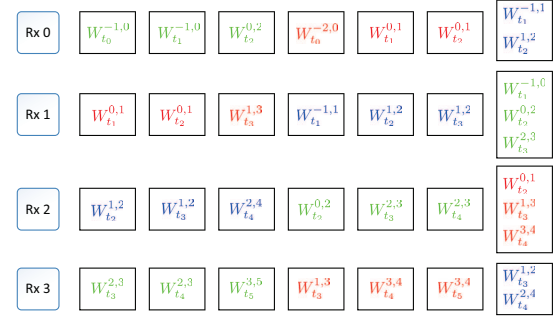 Rx 0 W_{t_0}^{-1,0} W_{t_1}^{-1,0} W_{t_2}^{0,2} W_{t_0}^{-2,0} W_{t_1}^{0,1} W_{t_2}^{0,1}
W_{t_1}^{-1,1}
W_{t_2}^{1,2}
W_{t_1}^{-1,0}
Rx 1 W_{t_1}^{0,1} W_{t_2}^{0,1} W_{t_3}^{1,3} W_{t_1}^{-1,1} W_{t_2}^{1,2} W_{t_3}^{1,2}
W_{t_2}^{0,2}
W_{t_3}^{2,3}
W_{t_2}^{0,1}
Rx 2 W_{t_2}^{1,2} W_{t_3}^{1,2} W_{t_4}^{2,4} W_{t_2}^{0,2} W_{t_3}^{2,3} W_{t_4}^{2,3}
W_{t_3}^{1,3}
W_{t_4}^{3,4}
Rx 3 W_{t_3}^{2,3} W_{t_4}^{2,3} W_{t_5}^{3,5} W_{t_3}^{1,3} W_{t_4}^{3,4} W_{t_5}^{3,4}
W_{t_3}^{1,2}
W_{t_4}^{2,4}